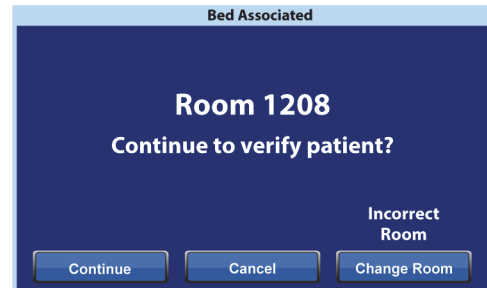 Bed Associated
Room 1208
Continue to verify patient?
Incorrect
Room
Continue
Cancel
Change Room